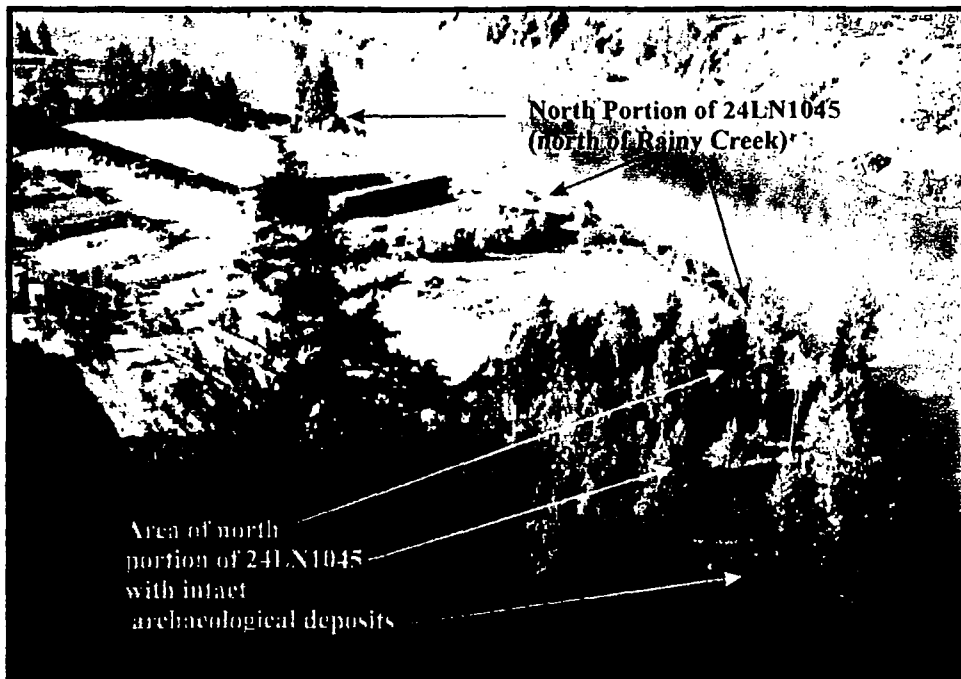 North Portion of 24LN1045
(north of Rainy Creek)
Area of north
portion of 24LN1045
with intact
archaeological deposits